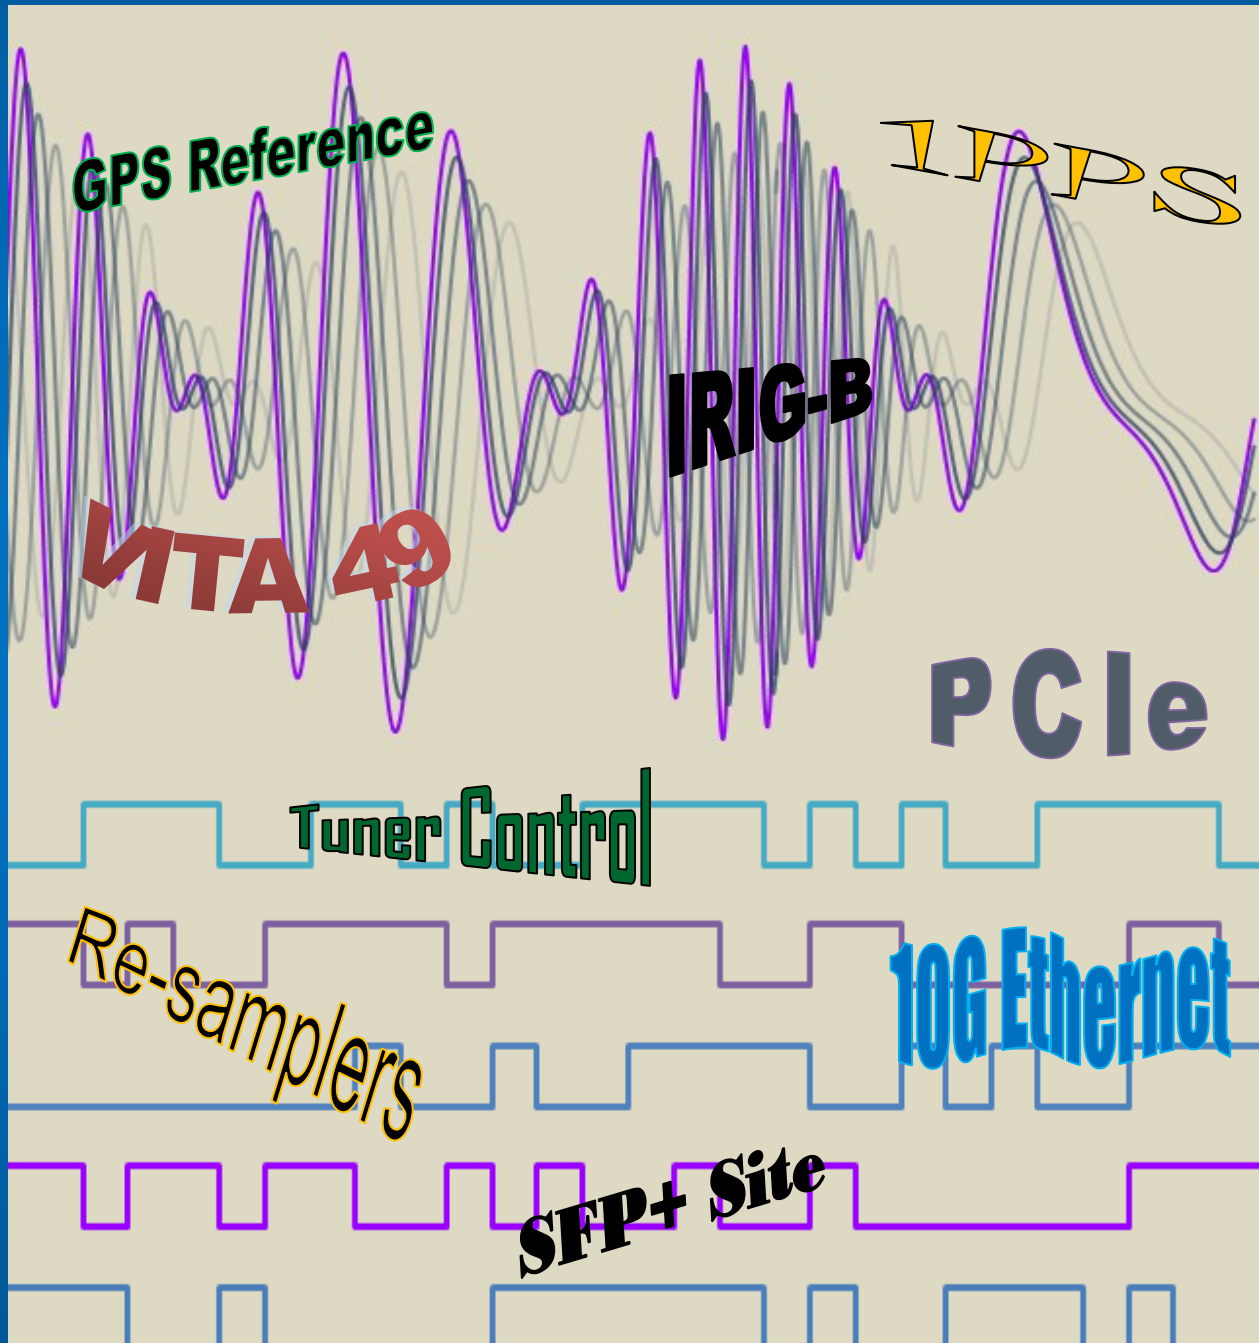 GPS Reference
1PPS
IRIG-B
VITA 49
PCIe
Tuner Control
Re-samplers
10G Ethernet
SFP+ Site